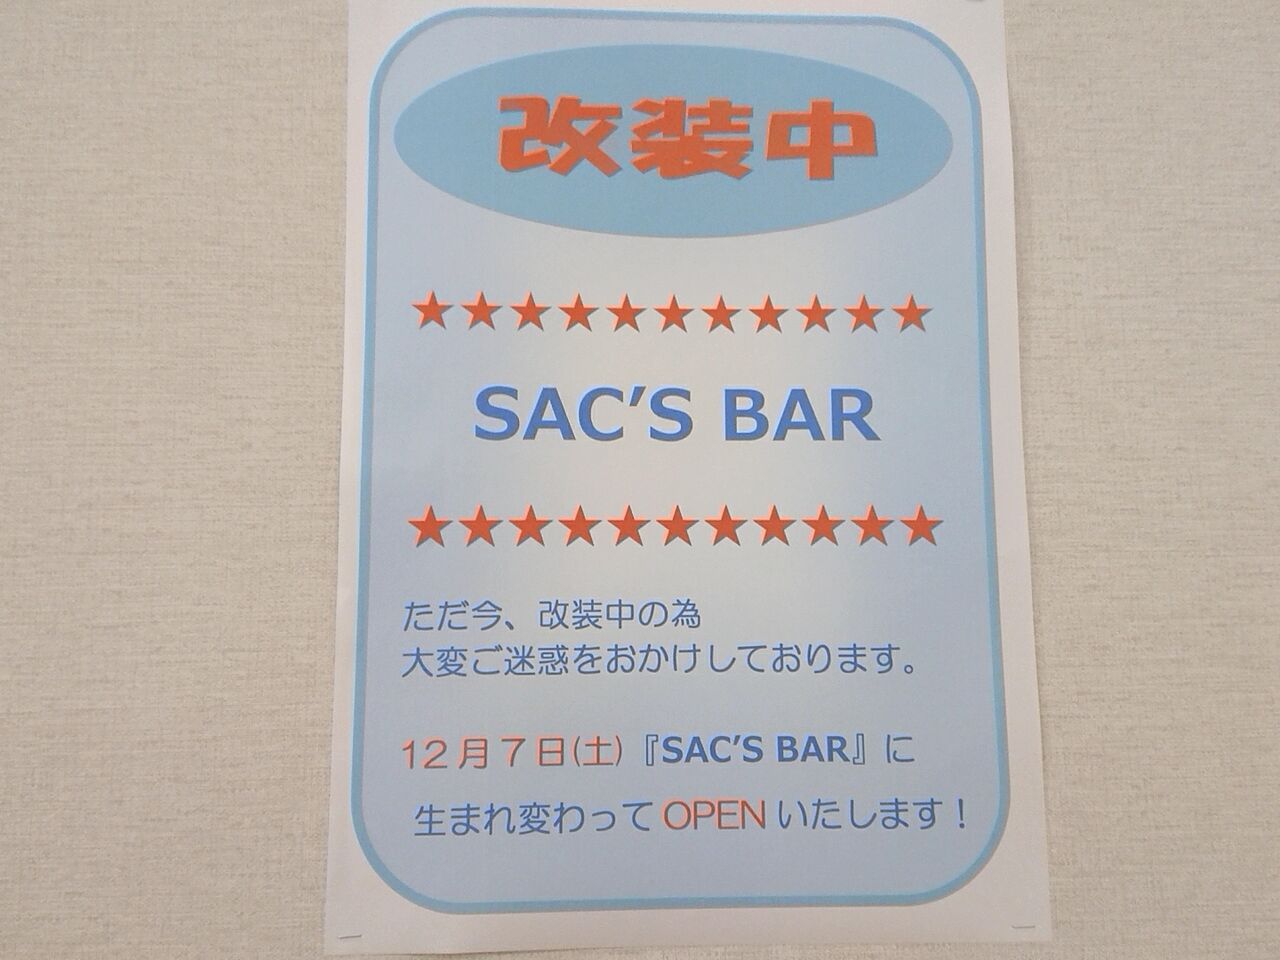 改装中
★★★★★★★★★★★
SAC'S BAR
★★★★★★★★★★★
ただ今、改装中の為
大変ご迷惑をおかけしております。
12月7日(土)『SAC'S BAR』に
生まれ変わってOPENいたします！